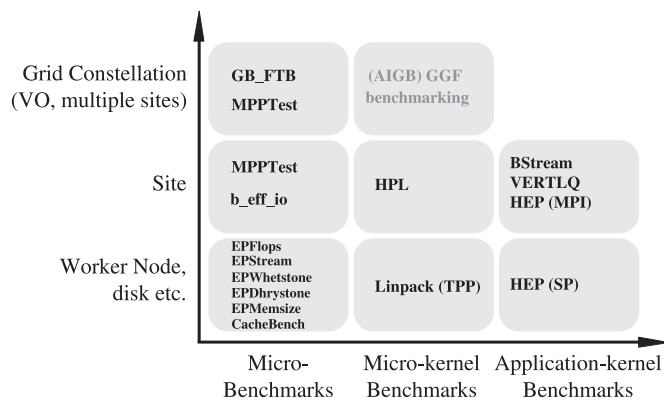 Grid Constellation
(VO, multiple sites)
GB_FTB
MPPTest
(AIGB) GGF
benchmarking
Site
MPPTest
b_eff_io
HPL
BStream
VERTLQ
HEP (MPI)
Worker Node,
disk etc.
EPFlops
EPStream
EPWhetstone
EPDhrystone
EPMemsize
CacheBench
Linpack (TPP)
HEP (SP)
Micro-
Benchmarks
Micro-kernel
Benchmarks
Application-kernel
Benchmarks